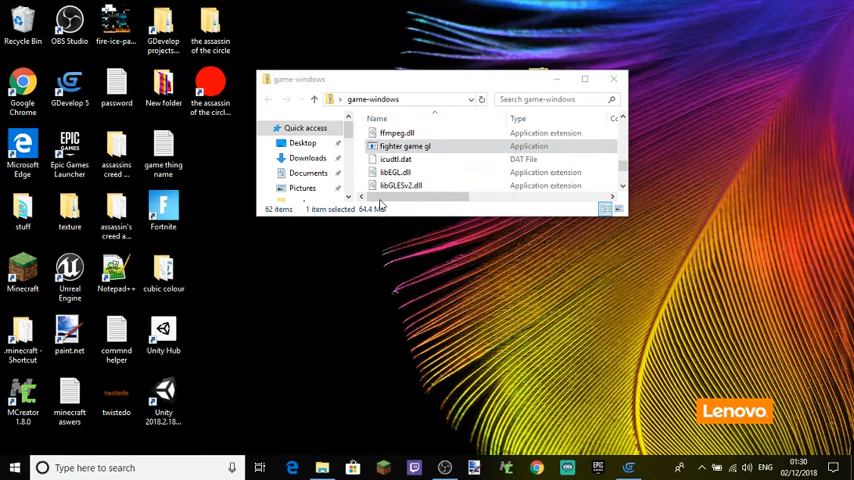 Recycle Bin
OBS Studio
fire-ice-pa...
GDevelop projects...
the assassin of the circle
Google Chrome
GDevelop 5
password
New folder
the assassin of the circl...
Microsoft Edge
Epic Games Launcher
assassins creed ...
game thing name
stuff
texture
assassin's creed a...
Fortnite
Minecraft
Unreal Engine
Notepad++
cubic colour
.minecraft - Shortcut
paint.net
commnd helper
Unity Hub
MCreator 1.8.0
minecraft aswers
twistedo
twistedo
Unity 2018.2.18...
game-windows
game-windows
Search game-windows
Quick access
Desktop
Downloads
Documents
Pictures
Name
Type
ffmpeg.dll
Application extension
fighter game gl
Application
icudtl.dat
DAT File
libEGL.dll
Application extension
libGLESv2.dll
Application extension
62 items
1 item selected
64.4
Lenovo
Type here to search
ENG
01:30
02/12/2018